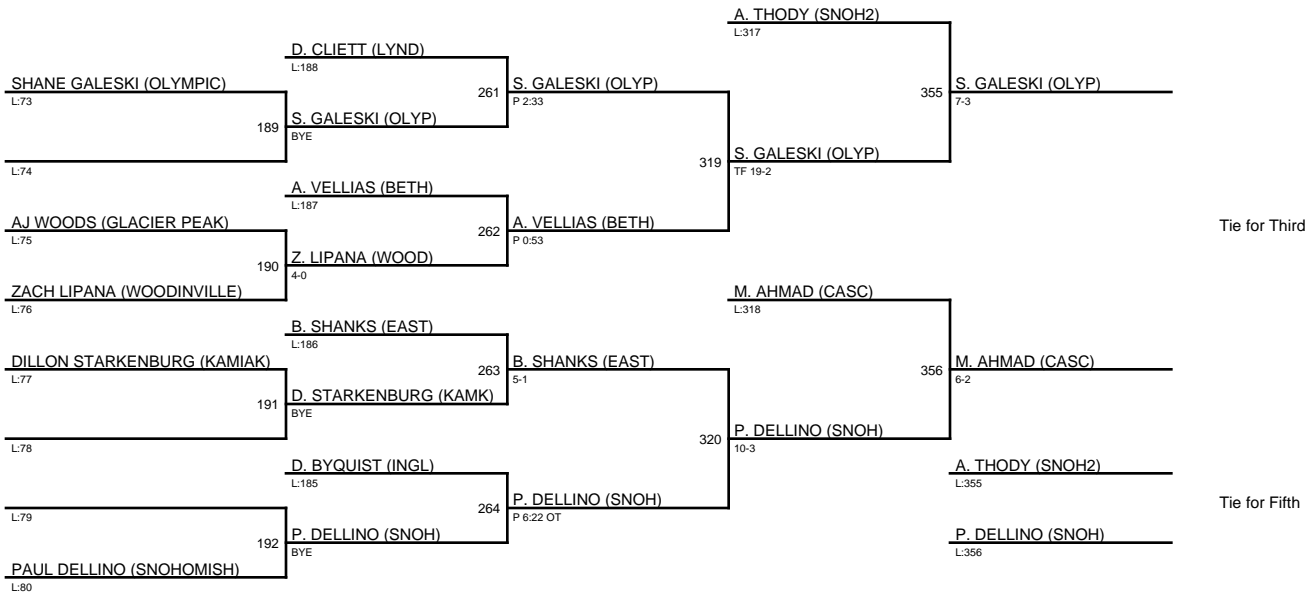 A. THODY (SNOH2)
L:317
D. CLIETT (LYND)
L:188
SHANE GALESKI (OLYMPIC)
L:73
261
S. GALESKI (OLYP)
P 2:33
355
S. GALESKI (OLYP)
7-3
189
S. GALESKI (OLYP)
BYE
L:74
319
S. GALESKI (OLYP)
TF 19-2
A. VELLIAS (BETH)
L:187
AJ WOODS (GLACIER PEAK)
L:75
262
A. VELLIAS (BETH)
P 0:53
Tie for Third
190
Z. LIPANA (WOOD)
4-0
ZACH LIPANA (WOODINVILLE)
L:76
M. AHMAD (CASC)
L:318
B. SHANKS (EAST)
L:186
DILLON STARKENBURG (KAMIAK)
L:77
263
B. SHANKS (EAST)
5-1
356
M. AHMAD (CASC)
6-2
191
D. STARKENBURG (KAMK)
BYE
L:78
320
P. DELLINO (SNOH)
10-3
D. BYQUIST (INGL)
L:185
A. THODY (SNOH2)
L:355
L:79
264
P. DELLINO (SNOH)
P 6:22 OT
Tie for Fifth
192
P. DELLINO (SNOH)
BYE
P. DELLINO (SNOH)
L:356
PAUL DELLINO (SNOHOMISH)
L:80